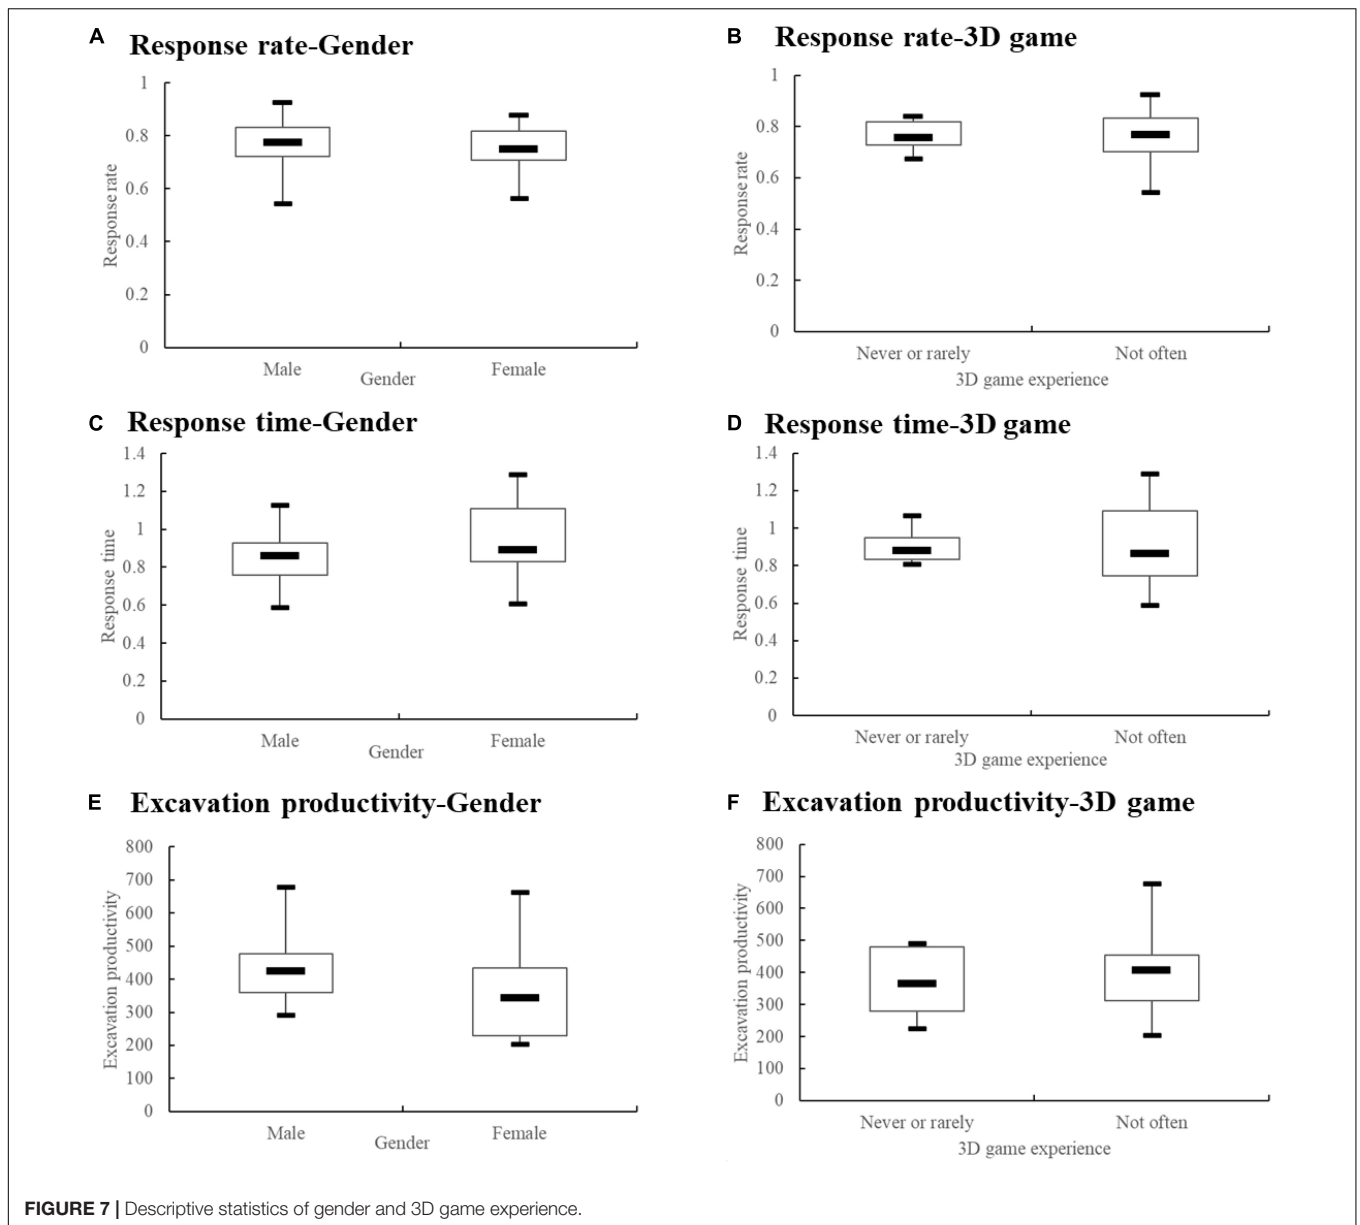 A Response rate-Gender
1
0.8
0.6
0.4
0.2
0
Response rate
Male
Female
Gender
B Response rate-3D game
1
0.8
0.6
0.4
0.2
0
Response rate
Never or rarely
Not often
3D game experience
C Response time-Gender
1.4
1.2
1
0.8
0.6
0.4
0.2
0
Response time
Male
Female
Gender
D Response time-3D game
1.4
1.2
1
0.8
0.6
0.4
0.2
0
Response time
Never or rarely
Not often
3D game experience
E Excavation productivity-Gender
800
700
600
500
400
300
200
100
0
Excavation productivity
Male
Female
Gender
F Excavation productivity-3D game
800
700
600
500
400
300
200
100
0
Excavation productivity
Never or rarely
Not often
3D game experience
FIGURE 7 | Descriptive statistics of gender and 3D game experience.